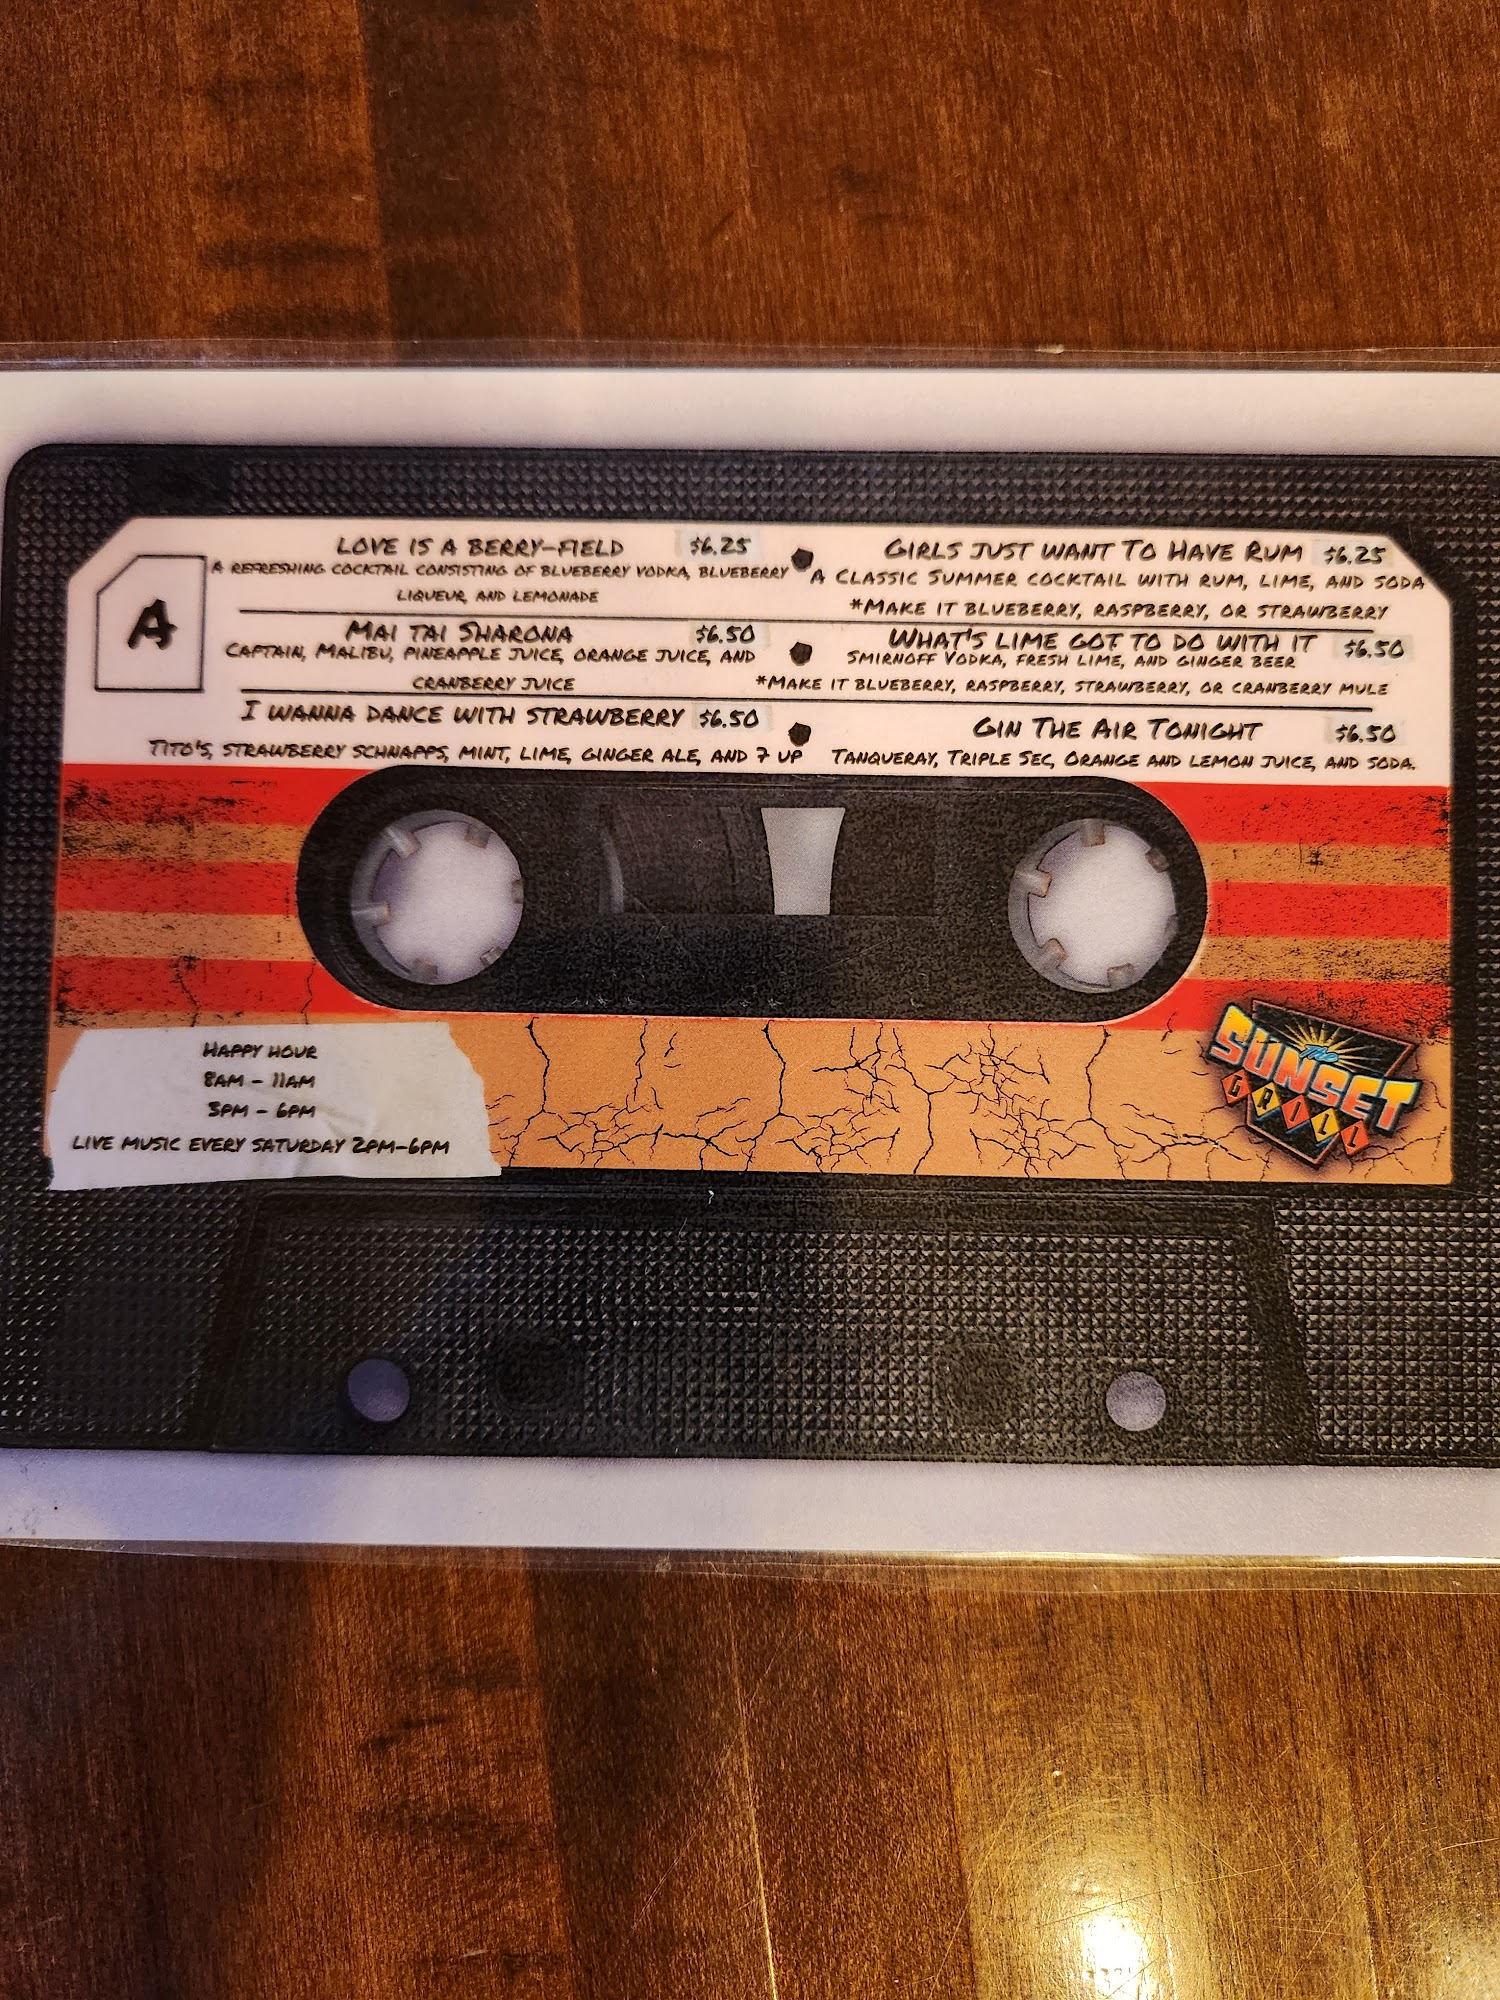 A
LOVE IS A BERRY-FIELD $6.25
A REFRESHING COCKTAIL CONSISTING OF BLUEBERRY VODKA, BLUEBERRY
LIQUEUR, AND LEMONADE
MAI TAI SHARONA $6.50
CAPTAIN, MALIBU, PINEAPPLE JUICE, ORANGE JUICE, AND
CRANBERRY JUICE
I WANNA DANCE WITH STRAWBERRY $6.50
TITO'S, STRAWBERRY SCHNAPPS, MINT, LIME, GINGER ALE, AND 7 UP
GIRLS JUST WANT TO HAVE RUM $6.25
A CLASSIC SUMMER COCKTAIL WITH RUM, LIME, AND SODA
*MAKE IT BLUEBERRY, RASPBERRY, OR STRAWBERRY
WHAT'S LIME GOT TO DO WITH IT $6.50
SMIRNOFF VODKA, FRESH LIME, AND GINGER BEER
*MAKE IT BLUEBERRY, RASPBERRY, STRAWBERRY, OR CRANBERRY MULE
GIN THE AIR TONIGHT $6.50
TANQUERAY, TRIPLE SEC, ORANGE AND LEMON JUICE, AND SODA.
HAPPY HOUR
8AM - 11AM
3PM - 6PM
LIVE MUSIC EVERY SATURDAY 2PM-6PM
The
SUNSET
GRILL